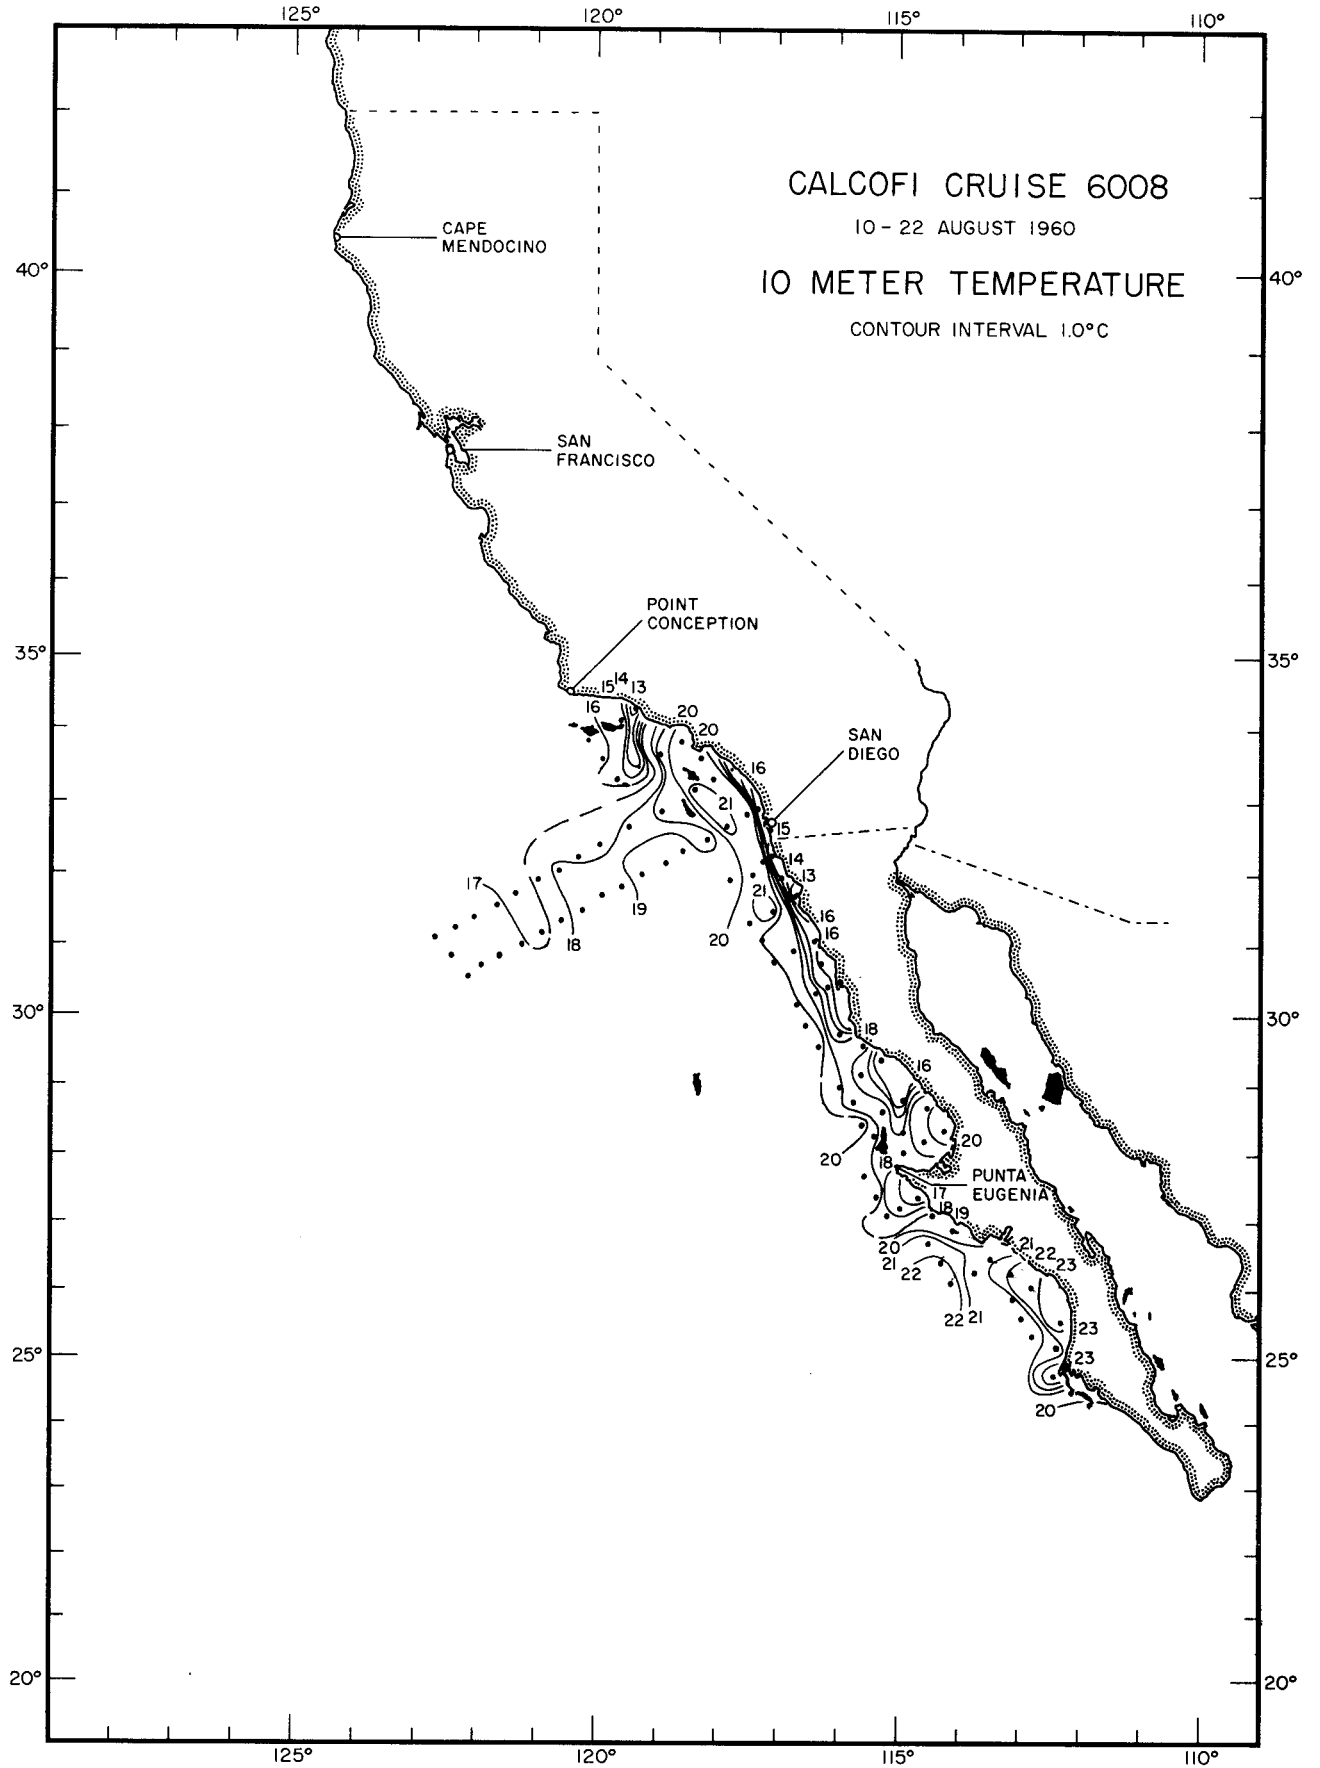 125° 120° 115° 110°
CALCOFI CRUISE 6008
10 - 22 AUGUST 1960
10 METER TEMPERATURE
CONTOUR INTERVAL 1.0°C
CAPE
MENDOCINO
40° 40°
SAN
FRANCISCO
POINT
CONCEPTION
35° 35°
15 14 13
16
20
20
SAN
DIEGO
16
21
15
14
13
17
21
19
16
16
18
20
30° 30°
18
16
20
20
18
PUNTA
EUGENIA
17
18 19
20
21
22
21
22
23
22 21
23
23
25° 25°
20
20° 20°
125° 120° 115° 110°